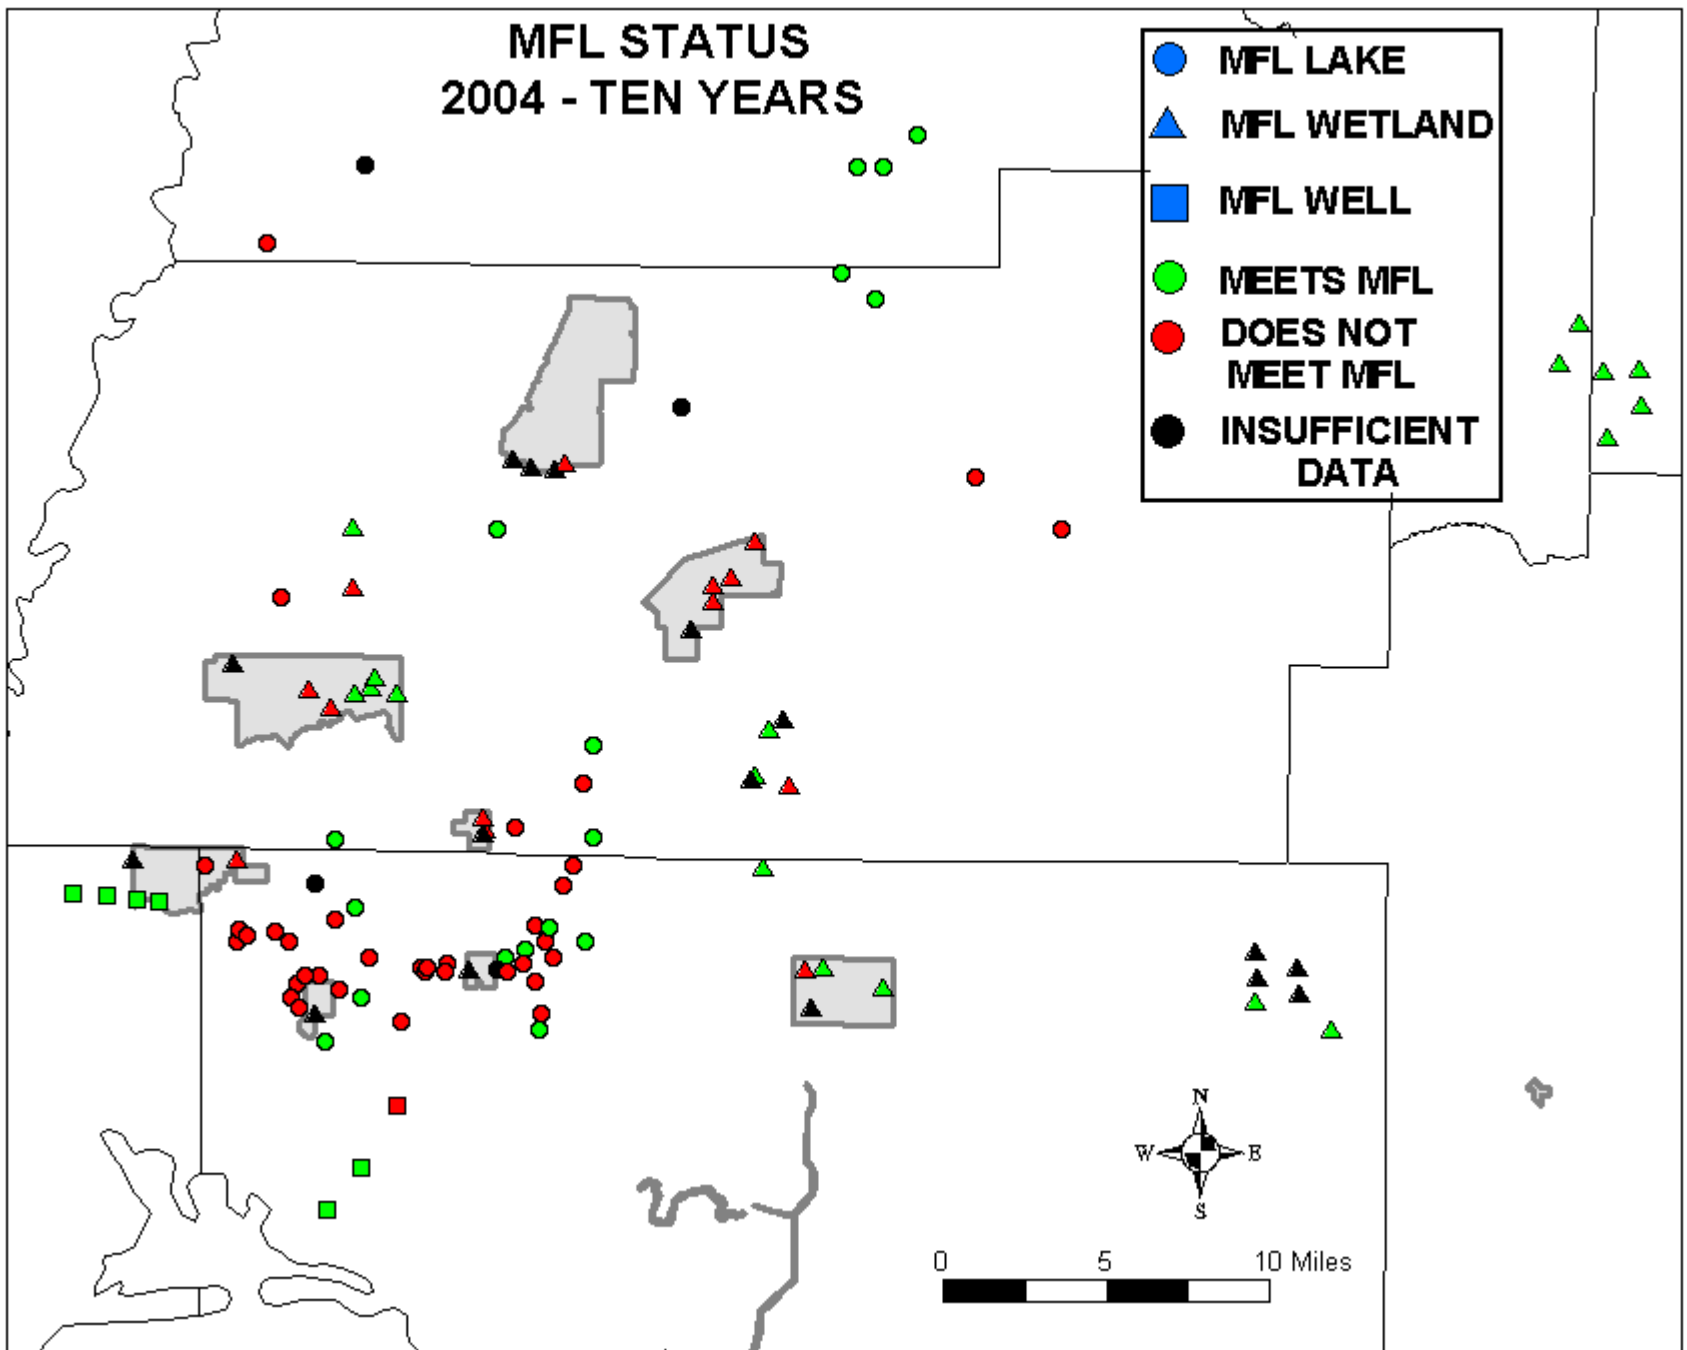 MFL STATUS
2004 - TEN YEARS
MFL LAKE
MFL WETLAND
MFL WELL
MEETS MFL
DOES NOT
MEET MFL
INSUFFICIENT
DATA
N
W E
S
0 5 10 Miles